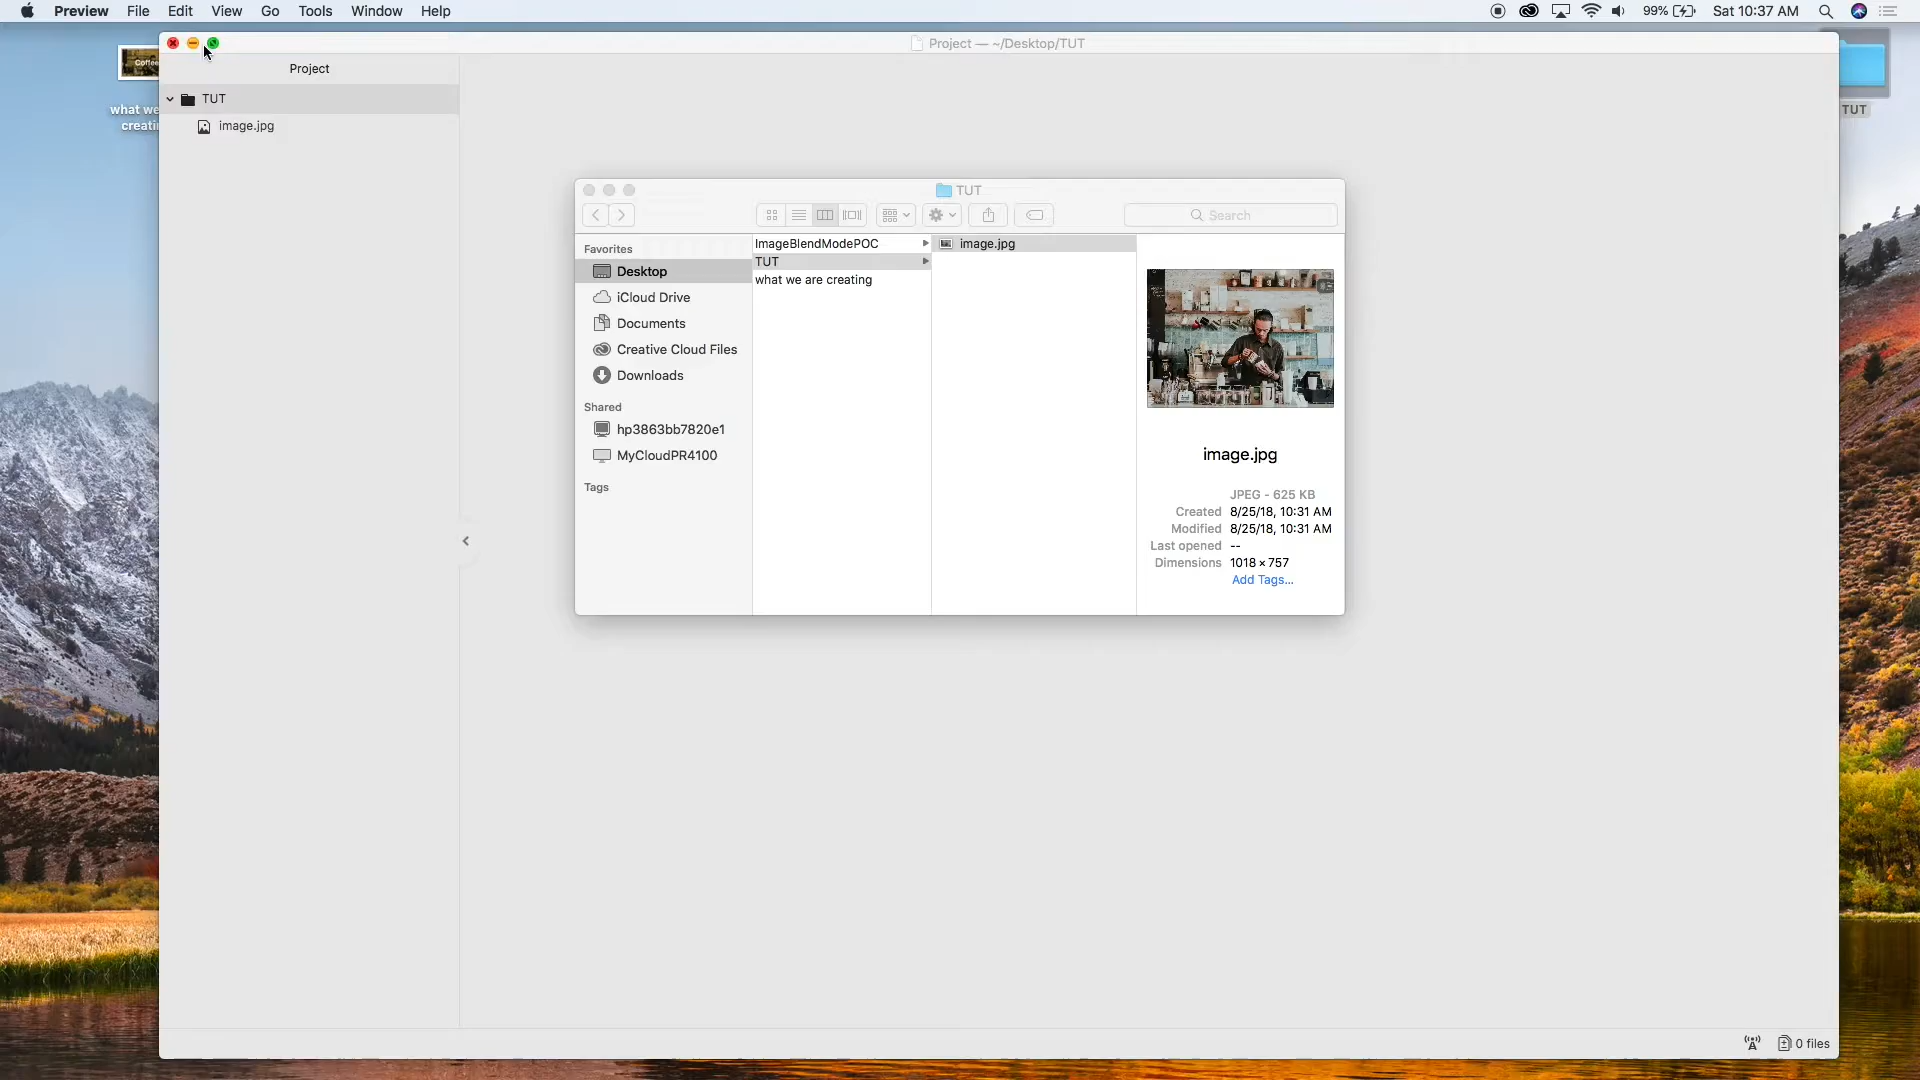 Preview File Edit View Go Tools Window Help 99% Sat 10:37 AM
Project — ~/Desktop/TUT
Coffee
Project
TUT
image.jpg
what we
creati
TUT
TUT
Search
Favorites
Desktop
iCloud Drive
Documents
Creative Cloud Files
Downloads
Shared
hp3863bb7820e1
MyCloudPR4100
Tags
ImageBlendModePOC
TUT
what we are creating
image.jpg
image.jpg
JPEG - 625 KB
Created 8/25/18, 10:31 AM
Modified 8/25/18, 10:31 AM
Last opened --
Dimensions 1018 × 757
Add Tags...
0 files